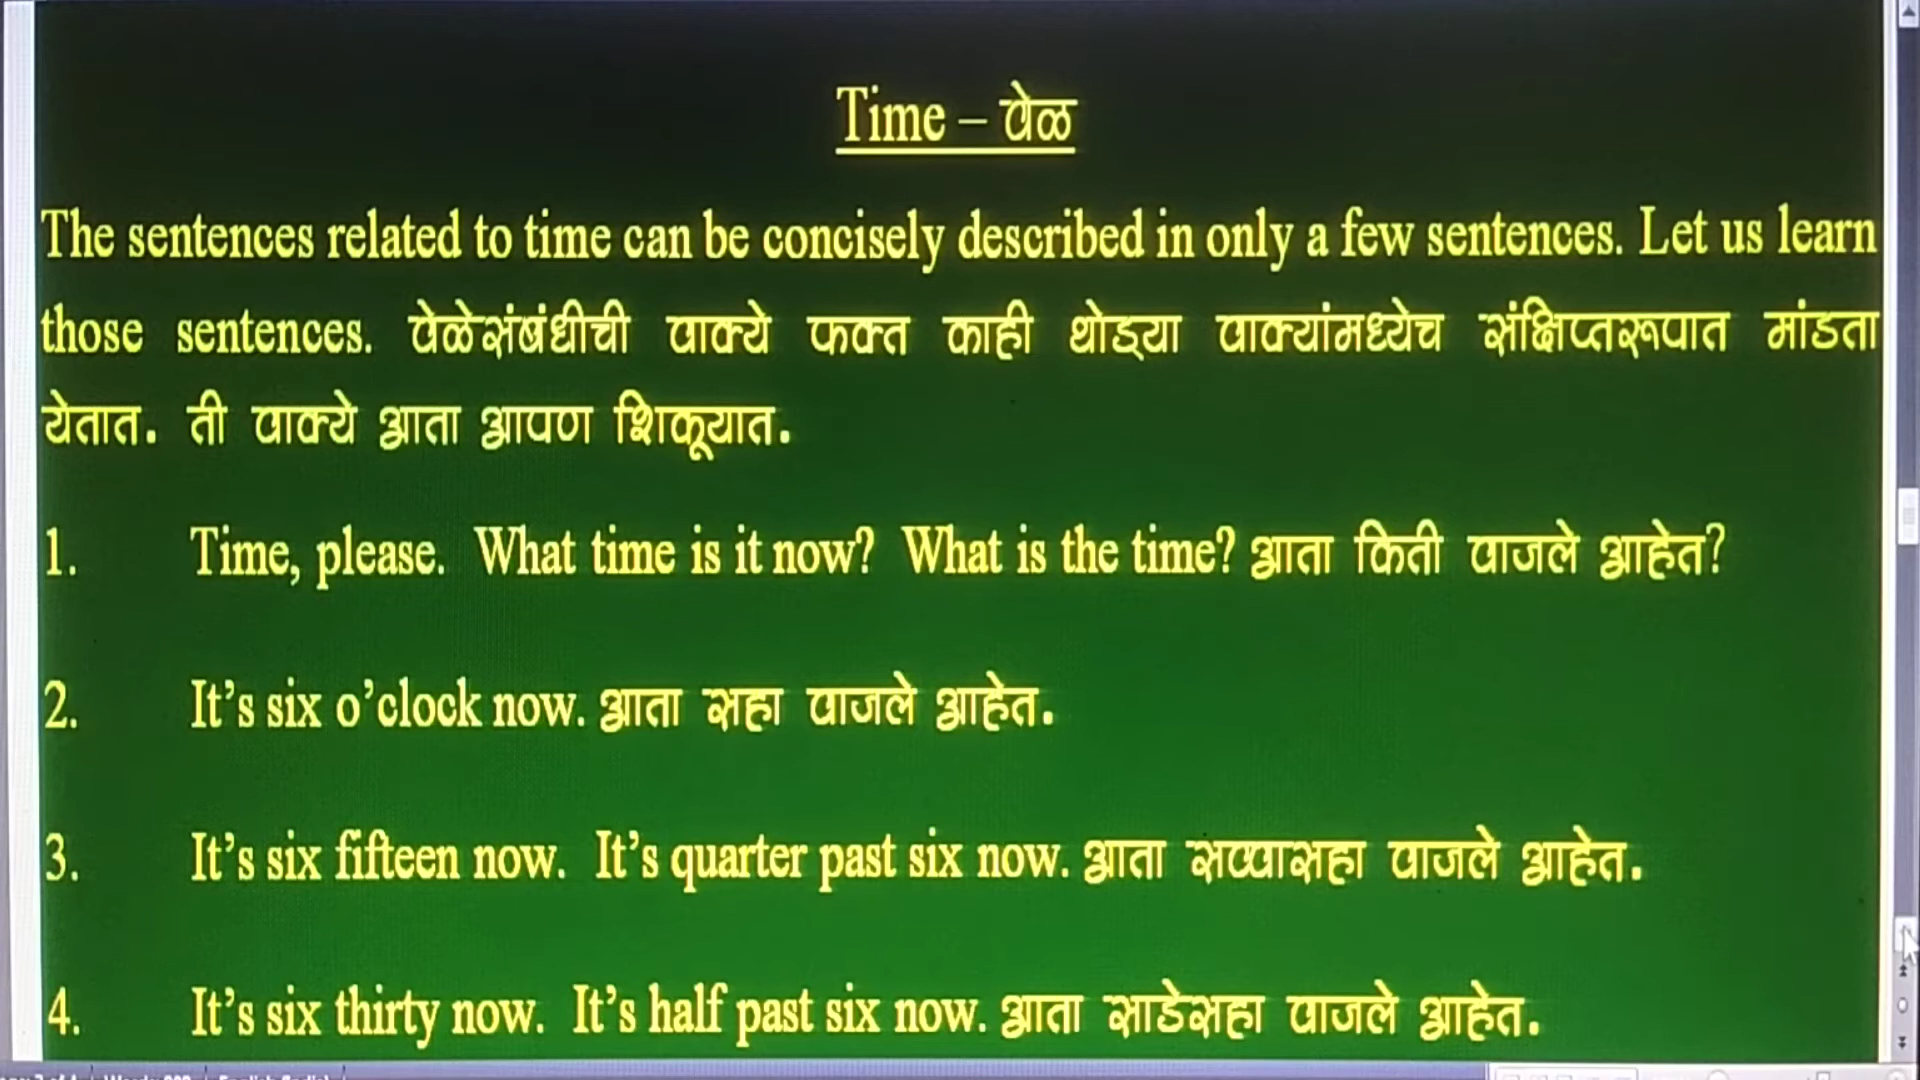 Time – वेळ
The sentences related to time can be concisely described in only a few sentences. Let us learn
those sentences. वेळेसंबंधीची वाक्ये फक्त काही थोड्या वाक्यांमध्येच संक्षिप्तरूपात मांडता
येतात. ती वाक्ये आता आपण शिकूयात.
1. Time, please. What time is it now? What is the time? आता किती वाजले आहेत?
2. It’s six o’clock now. आता सहा वाजले आहेत.
3. It’s six fifteen now. It’s quarter past six now. आता सव्वासहा वाजले आहेत.
4. It’s six thirty now. It’s half past six now. आता साडेसहा वाजले आहेत.